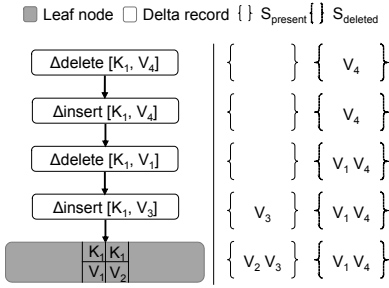 Leaf node Delta record { } S_present { } S_deleted
Δdelete [K₁, V₄] { } { V₄ }
Δinsert [K₁, V₄] { } { V₄ }
Δdelete [K₁, V₁] { } { V₁ V₄ }
Δinsert [K₁, V₃] { V₃ } { V₁ V₄ }
K₁ K₁
V₁ V₂ { V₂ V₃ } { V₁ V₄ }